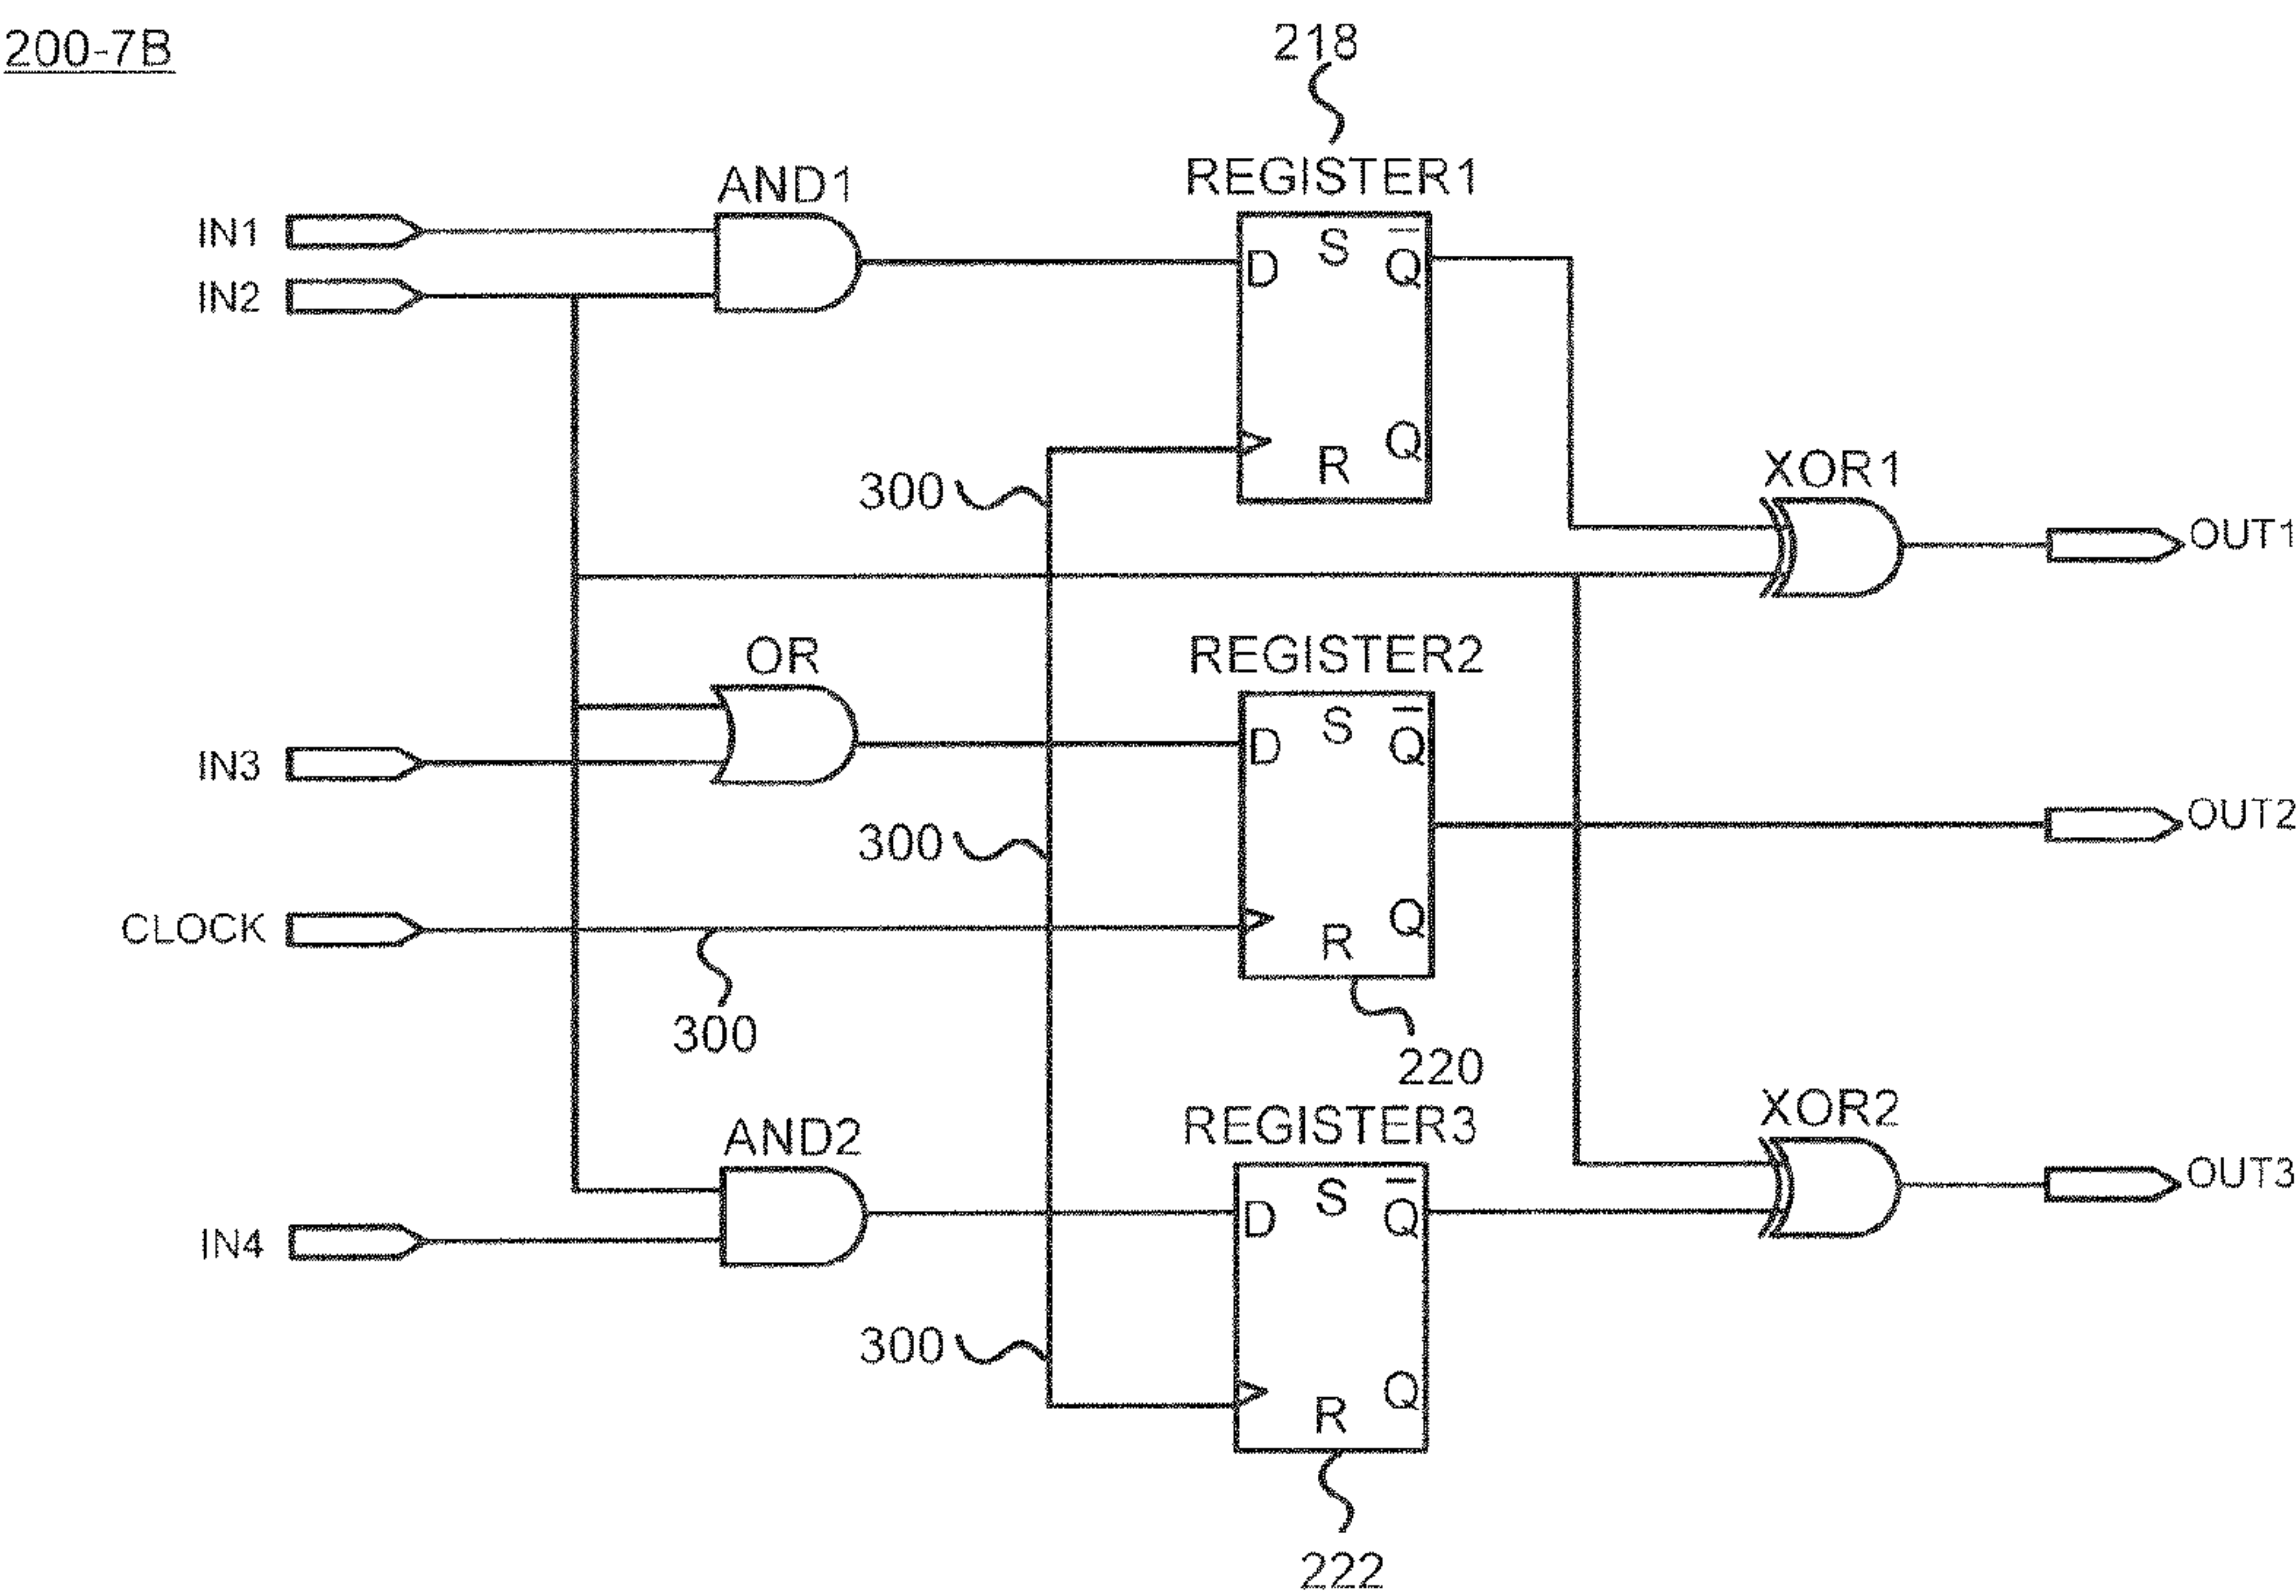 200-7B
218
AND1
REGISTER1
IN1
IN2
D
S
Q
Q
R
300
XOR1
OUT1
OR
REGISTER2
IN3
D
S
Q
Q
R
300
OUT2
CLOCK
300
220
AND2
REGISTER3
XOR2
IN4
D
S
Q
Q
R
OUT3
300
222